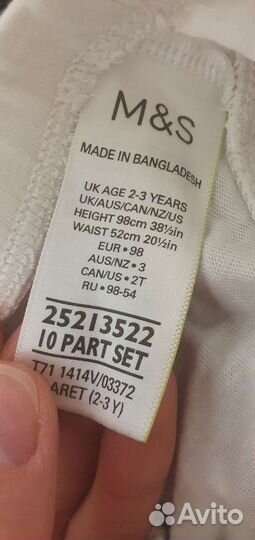 M&S
MADE IN BANGLADESH
UK AGE 2-3 YEARS
UK/AUS/CAN/NZ/US
HEIGHT 98cm 38½in
WAIST 52cm 20½in
EUR • 98
AUS/NZ • 3
CAN/US • 2T
RU • 98-54
25213522
10 PART SET
T71 1414V/03372
ARET (2-3 Y)
Avito